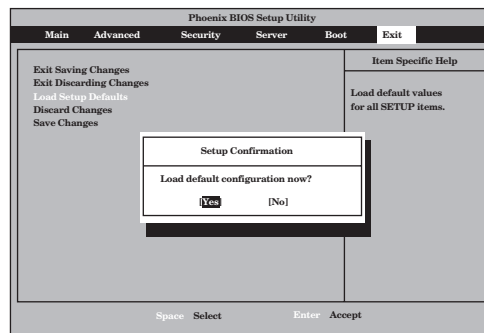 Phoenix BIOS Setup Utility
Main Advanced Security Server Boot Exit
Exit Saving Changes
Exit Discarding Changes
Load Setup Defaults
Discard Changes
Save Changes
Item Specific Help
Load default values
for all SETUP items.
Setup Confirmation
Load default configuration now?
[Yes] [No]
Space Select Enter Accept